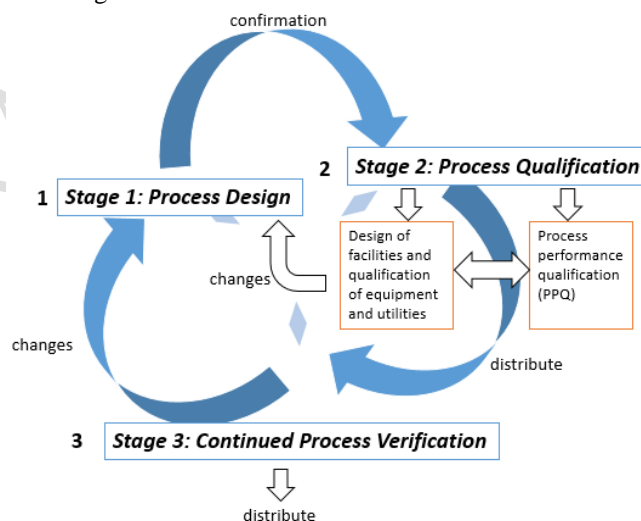 confirmation
2 Stage 2: Process Qualification
1 Stage 1: Process Design
Design of
facilities and
qualification
of equipment
and utilities
Process
performance
qualification
(PPQ)
changes
changes
distribute
3 Stage 3: Continued Process Verification
distribute